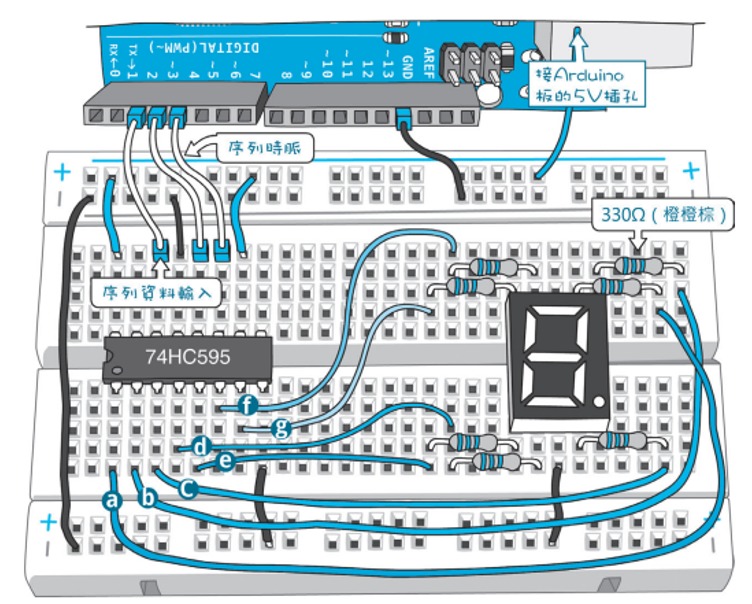 DIGITAL(PWM~)
RX←0
TX→1
2
~3
4
~5
~6
7
8
~9
~10
~11
12
~13
GND
AREF
接Arduino
板的5V插孔
序列時脈
+
+
330Ω(橙橙棕)
序列資料輸入
74HC595
f
g
d
e
a
b
C
+
+